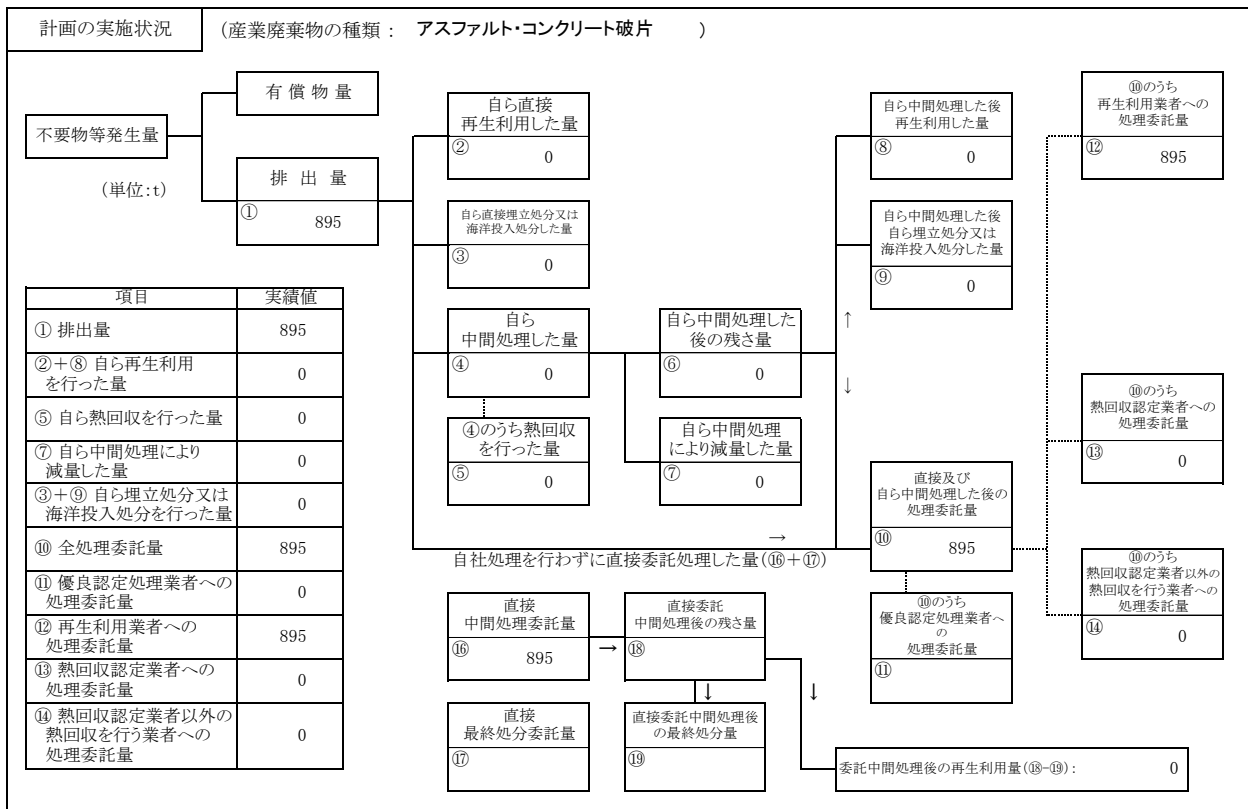 計画の実施状況
(産業廃棄物の種類： アスファルト・コンクリート破片 )
不要物等発生量
(単位:t)
有償物量
排出量
① 895
自ら直接
再生利用した量
② 0
自ら直接埋立処分又は
海洋投入処分した量
③ 0
自ら
中間処理した量
④ 0
④のうち熱回収
を行った量
⑤ 0
自ら中間処理した
後の残さ量
⑥ 0
自ら中間処理
により減量した量
⑦ 0
自ら中間処理した後
再生利用した量
⑧ 0
自ら中間処理した後
自ら埋立処分又は
海洋投入処分した量
⑨ 0
↑
↓
直接及び
自ら中間処理した後の
処理委託量
⑩ 895
⑩のうち
優良認定処理業者へ
の
処理委託量
⑪
⑩のうち
再生利用業者への
処理委託量
⑫ 895
⑩のうち
熱回収認定業者への
処理委託量
⑬ 0
⑩のうち
熱回収認定業者以外の
熱回収を行う業者への
処理委託量
⑭ 0
→
自社処理を行わずに直接委託処理した量(⑯+⑰)
直接
中間処理委託量
⑯ 895
→
直接委託
中間処理後の残さ量
⑱
↓
↓
直接
最終処分委託量
⑰
直接委託中間処理後
の最終処分量
⑲
委託中間処理後の再生利用量(⑱-⑲)： 0
項目 実績値
① 排出量 895
②+⑧ 自ら再生利用
を行った量 0
⑤ 自ら熱回収を行った量 0
⑦ 自ら中間処理により
減量した量 0
③+⑨ 自ら埋立処分又は
海洋投入処分を行った量 0
⑩ 全処理委託量 895
⑪ 優良認定処理業者への
処理委託量 0
⑫ 再生利用業者への
処理委託量 895
⑬ 熱回収認定業者への
処理委託量 0
⑭ 熱回収認定業者以外の
熱回収を行う業者への
処理委託量 0